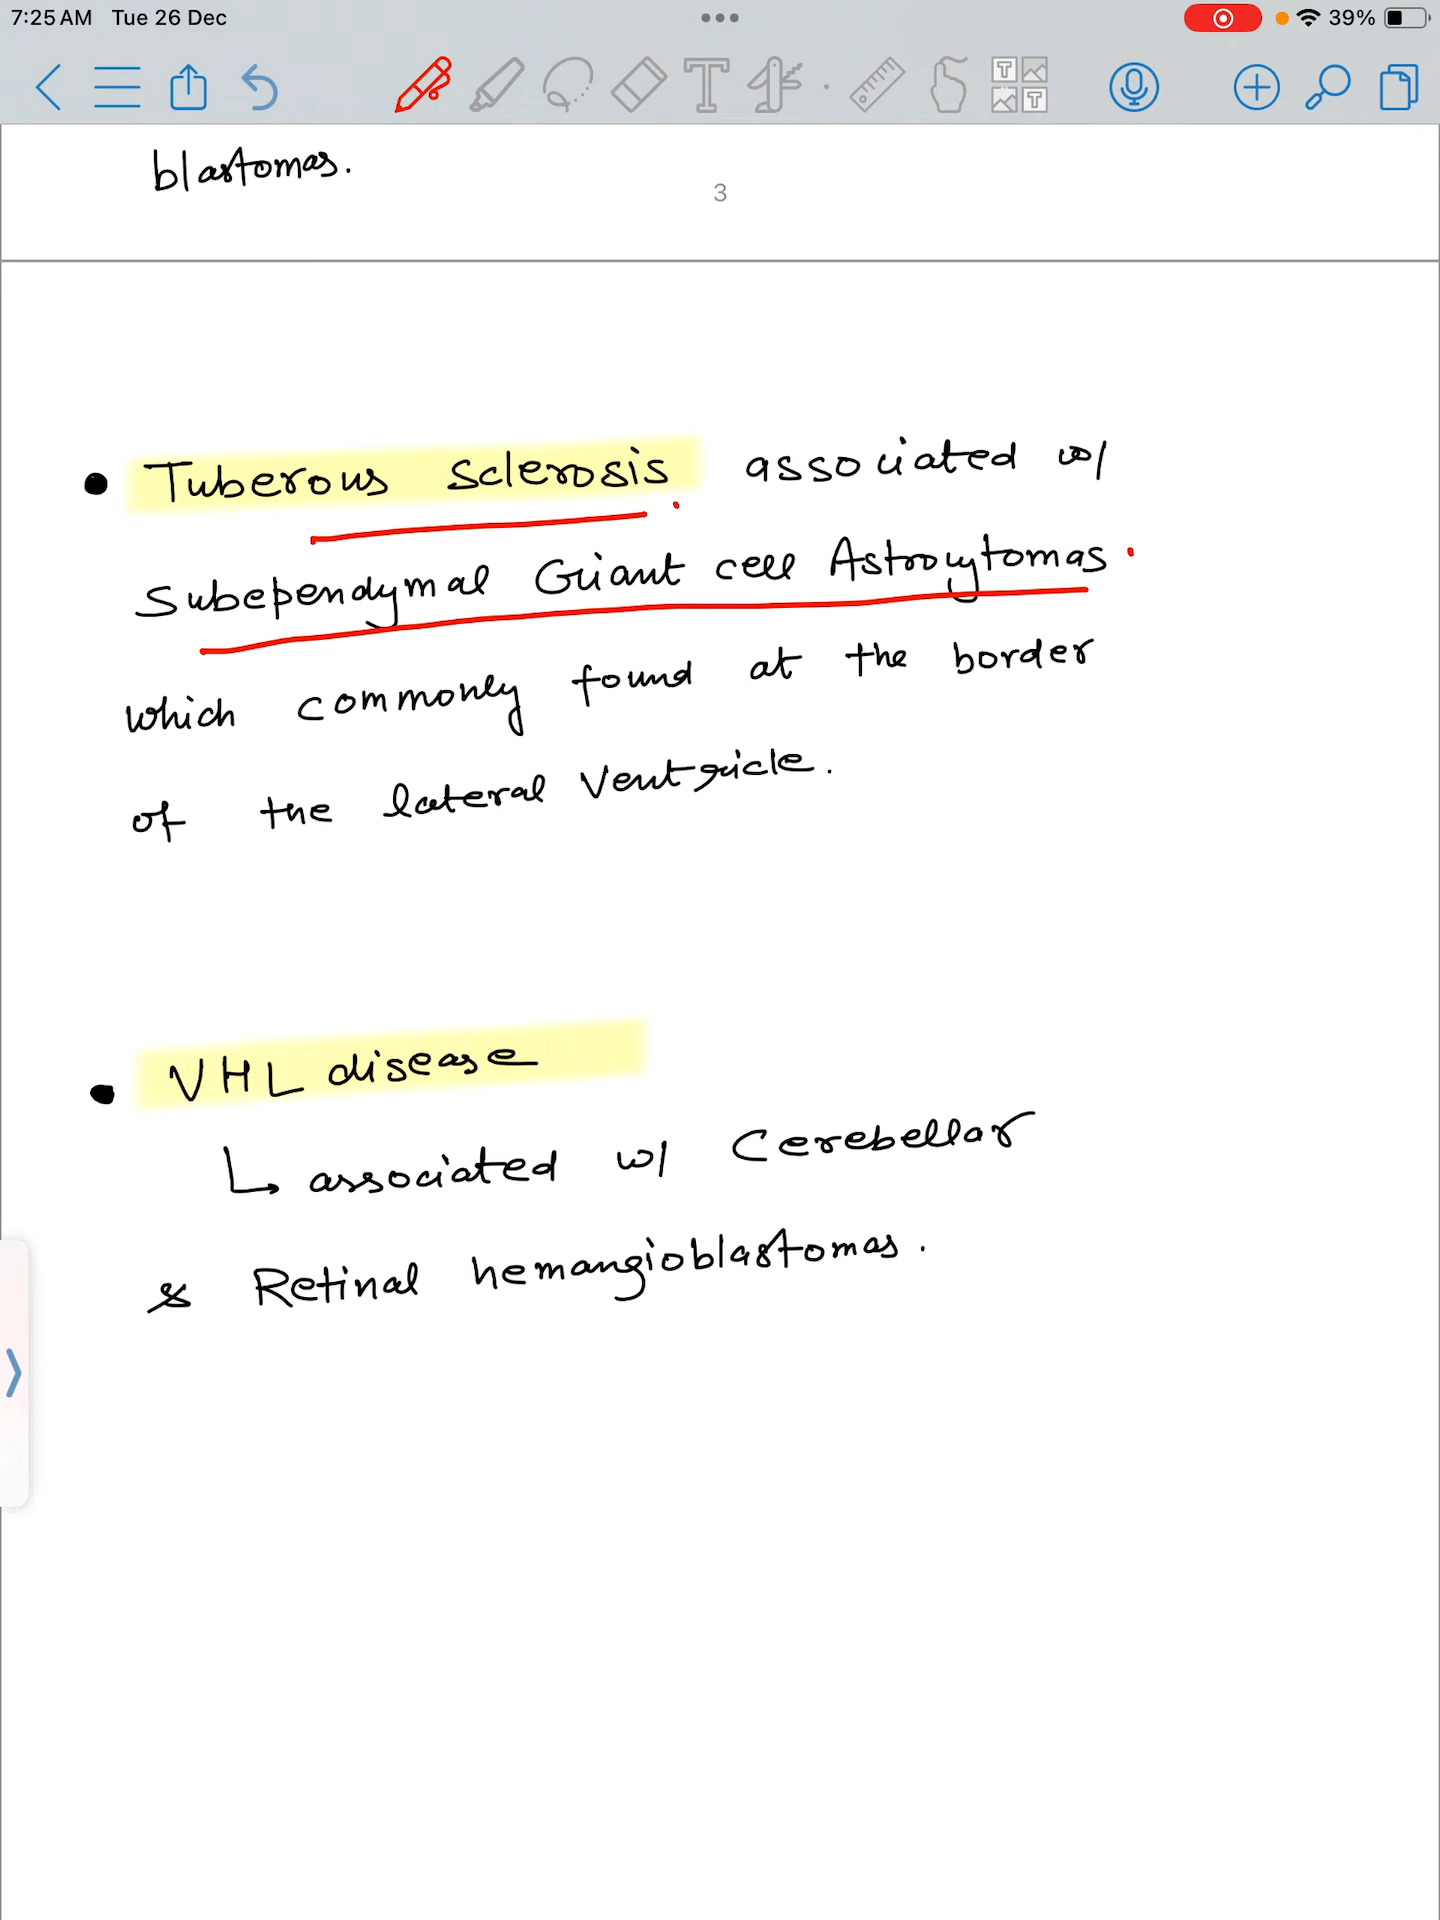 7:25 AM Tue 26 Dec
39%
blastomas.
3
• Tuberous Sclerosis associated w/
Subependymal Giant cell Astrocytomas.
which commonly found at the border
of the lateral Ventricle.
• VHL disease
↳ associated w/ Cerebellar
& Retinal hemangioblastomas.